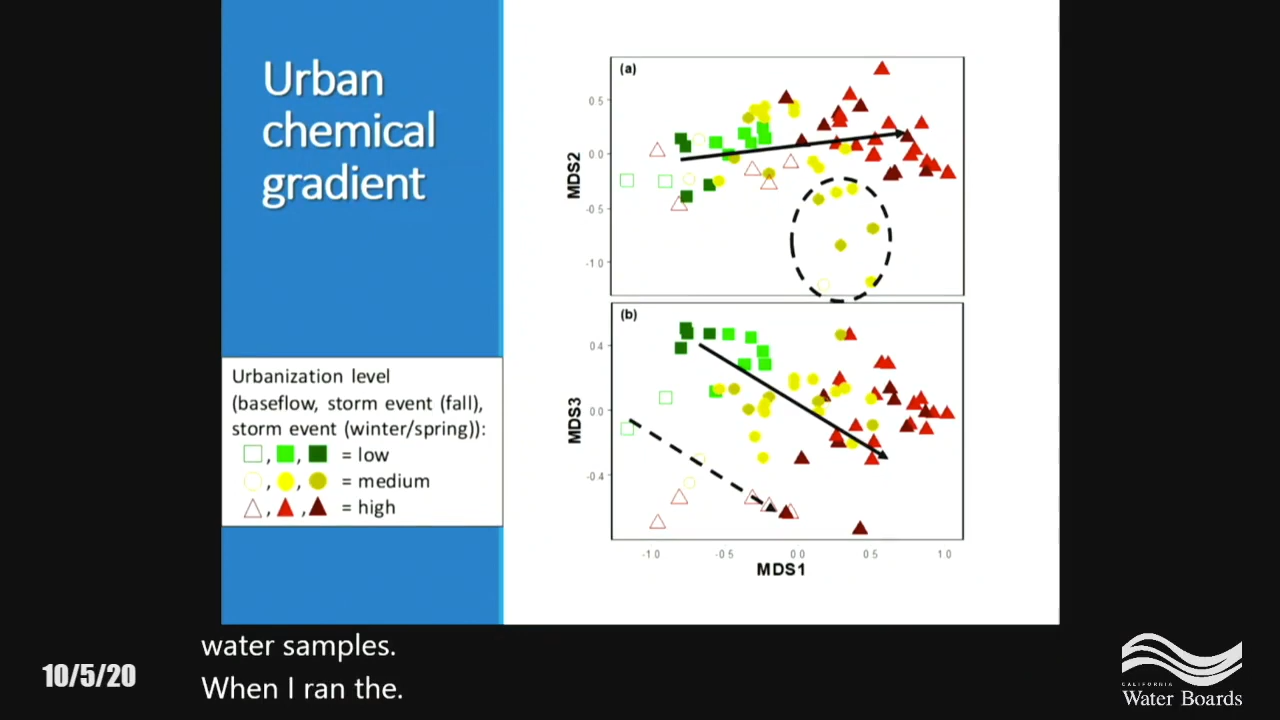 Urban
chemical
gradient
Urbanization level
(baseflow, storm event (fall),
storm event (winter/spring)):
, , = low
, , = medium
, , = high
(a)
0 5
0 0
-0 5
-1 0
MDS2
(b)
0 4
0 0
-0 4
MDS3
-1 0 -0 5 0 0 0 5 1 0
MDS1
water samples.
When I ran the.
10/5/20
CALIFORNIA
Water Boards